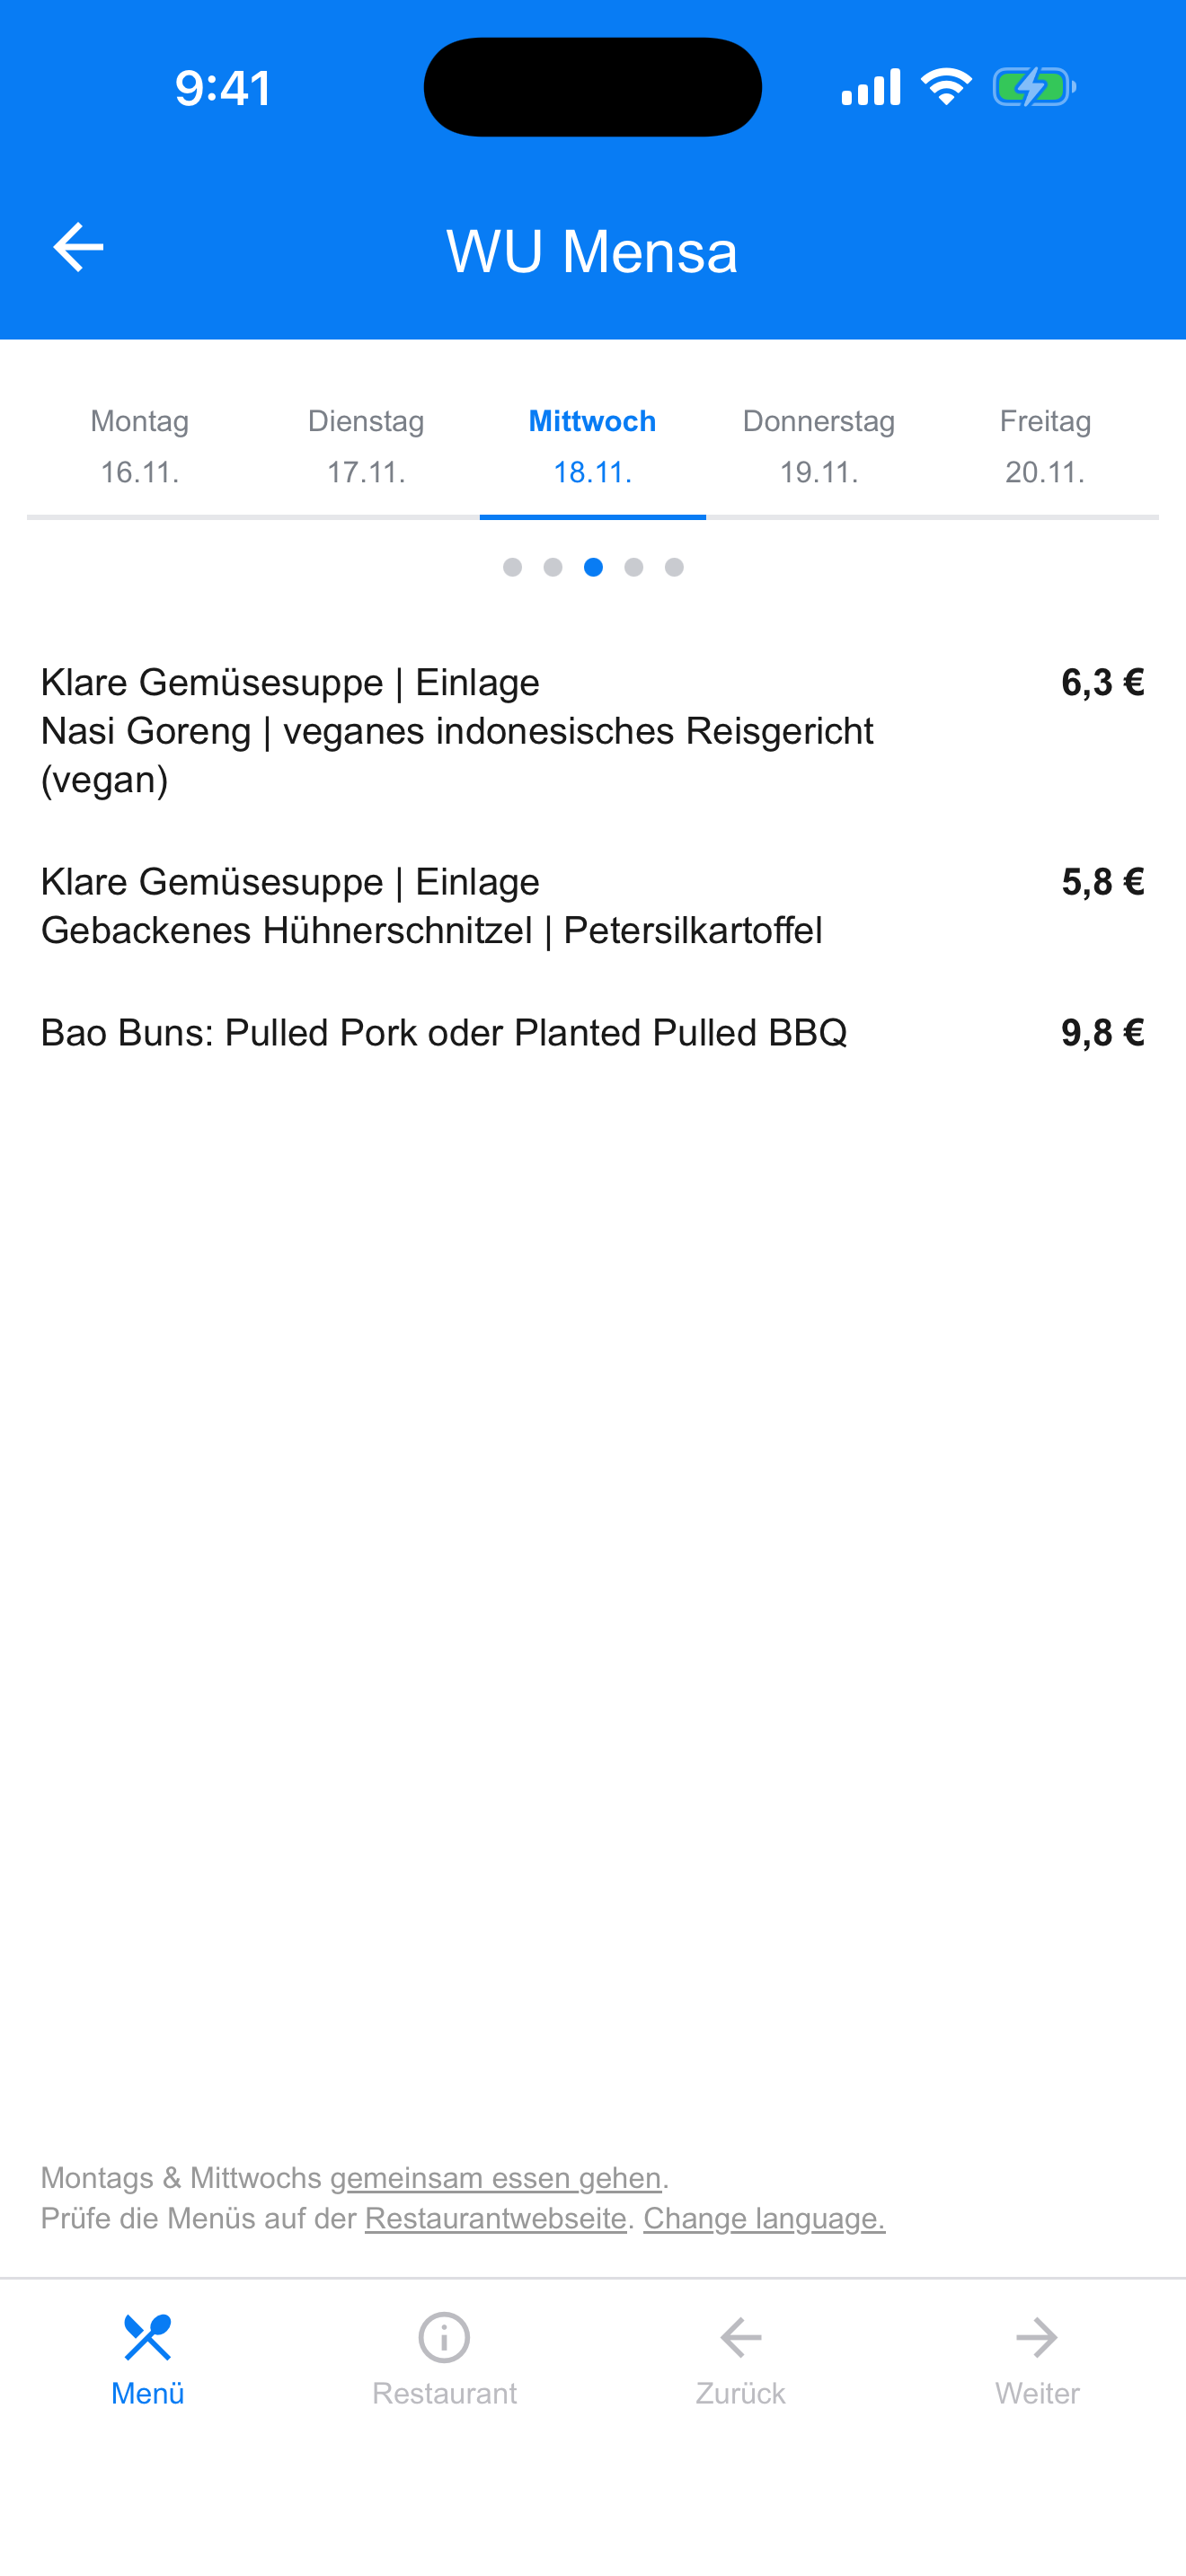 9:41
WU Mensa
Montag Dienstag Mittwoch Donnerstag Freitag
16.11. 17.11. 18.11. 19.11. 20.11.
Klare Gemüsesuppe | Einlage 6,3 €
Nasi Goreng | veganes indonesisches Reisgericht
(vegan)
Klare Gemüsesuppe | Einlage 5,8 €
Gebackenes Hühnerschnitzel | Petersilkartoffel
Bao Buns: Pulled Pork oder Planted Pulled BBQ 9,8 €
Montags & Mittwochs gemeinsam essen gehen.
Prüfe die Menüs auf der Restaurantwebseite. Change language.
Menü Restaurant Zurück Weiter